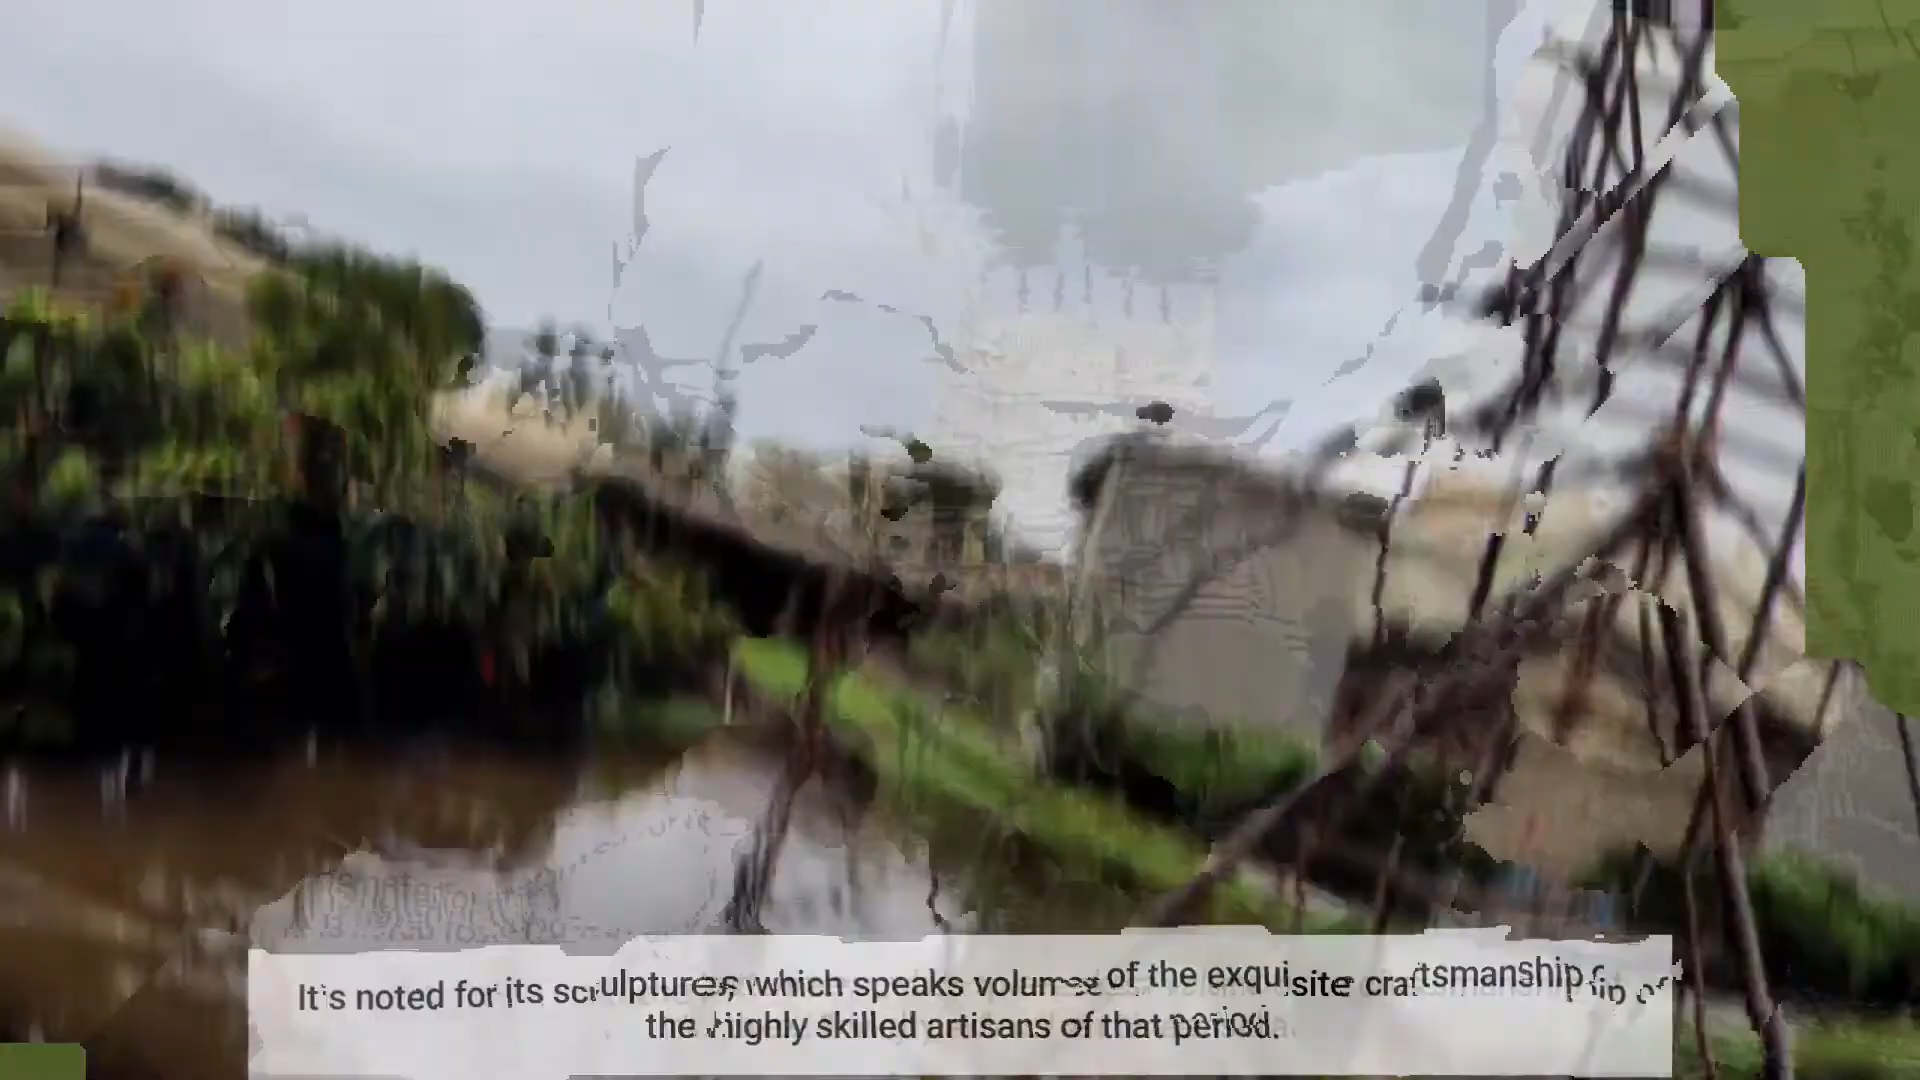 It's noted for its sculptures, which speaks volumes of the exquisite craftsmanship of
the highly skilled artisans of that period.